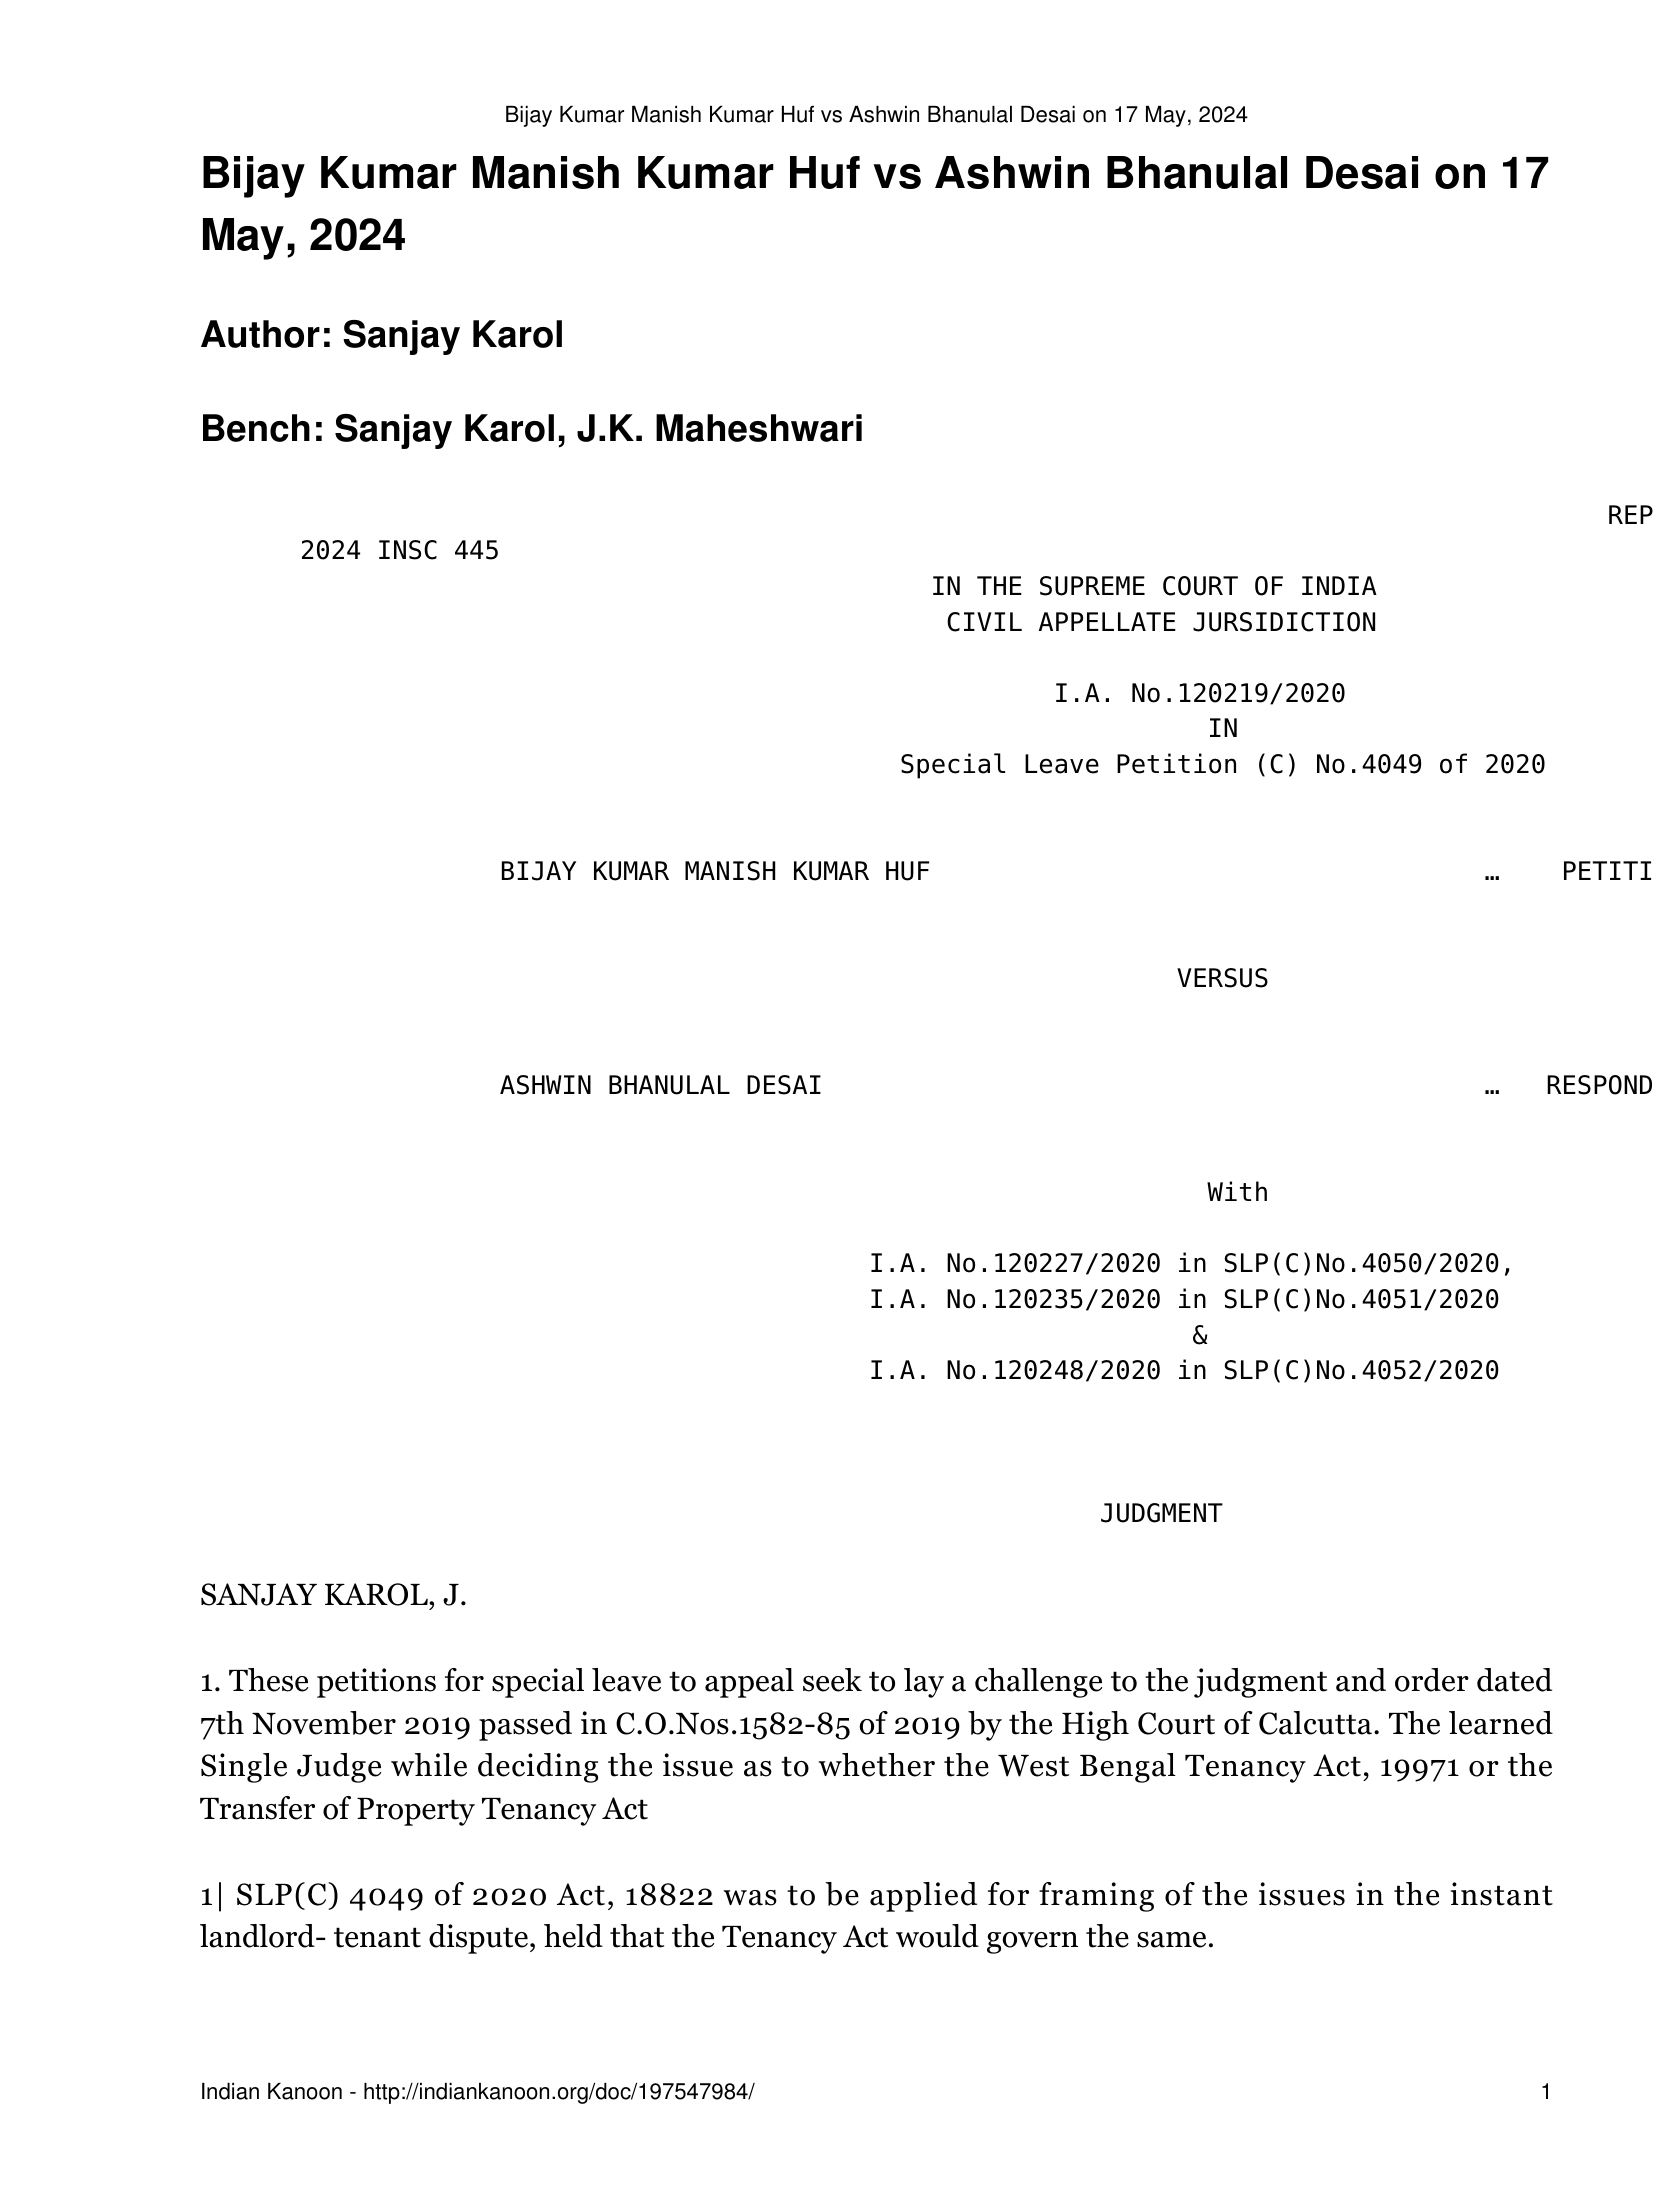 Bijay Kumar Manish Kumar Huf vs Ashwin Bhanulal Desai on 17 May, 2024
Bijay Kumar Manish Kumar Huf vs Ashwin Bhanulal Desai on 17
May, 2024
Author: Sanjay Karol
Bench: Sanjay Karol, J.K. Maheshwari
REP
2024 INSC 445
IN THE SUPREME COURT OF INDIA
CIVIL APPELLATE JURSIDICTION
I.A. No.120219/2020
IN
Special Leave Petition (C) No.4049 of 2020
BIJAY KUMAR MANISH KUMAR HUF … PETITI
VERSUS
ASHWIN BHANULAL DESAI … RESPOND
With
I.A. No.120227/2020 in SLP(C)No.4050/2020,
I.A. No.120235/2020 in SLP(C)No.4051/2020
&
I.A. No.120248/2020 in SLP(C)No.4052/2020
JUDGMENT
SANJAY KAROL, J.
1. These petitions for special leave to appeal seek to lay a challenge to the judgment and order dated
7th November 2019 passed in C.O.Nos.1582-85 of 2019 by the High Court of Calcutta. The learned
Single Judge while deciding the issue as to whether the West Bengal Tenancy Act, 19971 or the
Transfer of Property Tenancy Act
1| SLP(C) 4049 of 2020 Act, 18822 was to be applied for framing of the issues in the instant
landlord- tenant dispute, held that the Tenancy Act would govern the same.
Indian Kanoon - http://indiankanoon.org/doc/197547984/ 1